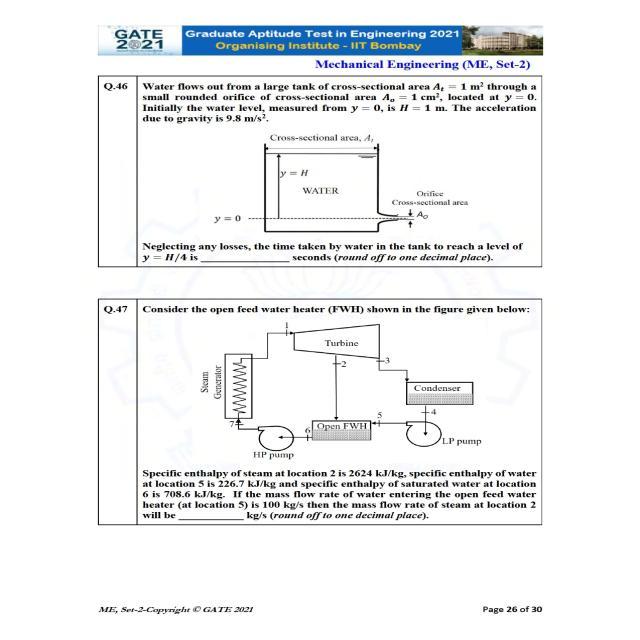 GATE
2021
Graduate Aptitude Test in Engineering 2021
Organising Institute - IIT Bombay
Mechanical Engineering (ME, Set-2)
Q.46
Water flows out from a large tank of cross-sectional area Aₜ = 1 m² through a
small rounded orifice of cross-sectional area Aₒ = 1 cm², located at y = 0.
Initially the water level, measured from y = 0, is H = 1 m. The acceleration
due to gravity is 9.8 m/s².
Cross-sectional area, Aₜ
y = H
WATER
Orifice
Cross-sectional area
Aₒ
y = 0
Neglecting any losses, the time taken by water in the tank to reach a level of
y = H/4 is ______________ seconds (round off to one decimal place).
Q.47
Consider the open feed water heater (FWH) shown in the figure given below:
1
Turbine
2
3
Steam
Generator
Condenser
4
5
Open FWH
6
7
LP pump
HP pump
Specific enthalpy of steam at location 2 is 2624 kJ/kg, specific enthalpy of water
at location 5 is 226.7 kJ/kg and specific enthalpy of saturated water at location
6 is 708.6 kJ/kg. If the mass flow rate of water entering the open feed water
heater (at location 5) is 100 kg/s then the mass flow rate of steam at location 2
will be __________ kg/s (round off to one decimal place).
ME, Set-2-Copyright © GATE 2021
Page 26 of 30